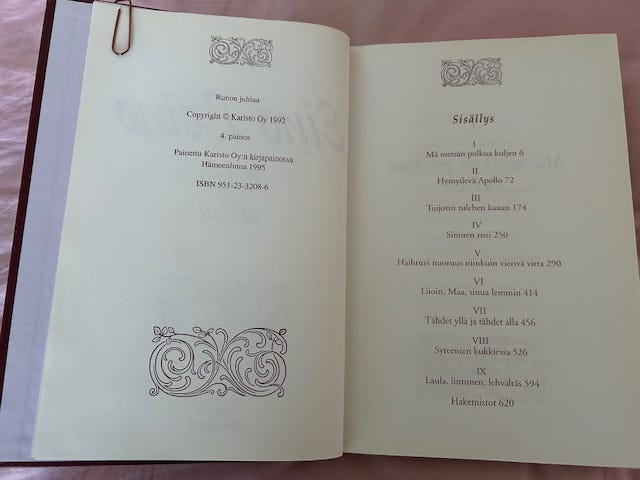 Runon juhlaa
Copyright © Karisto Oy 1992
4. painos
Painettu Karisto Oy:n kirjapainossa
Hämeenlinna 1995
ISBN 951-23-3208-6
Sisällys
I
Mä metsän polkua kuljen 6
II
Hymyilevä Apollo 72
III
Tuijotin tulehen kauan 174
IV
Sininen risti 250
V
Haihtuvi nuoruus niinkuin vierivä virta 290
VI
Liioin, Maa, sinua lemmin 414
VII
Tähdet yllä ja tähdet alla 456
VIII
Syreenien kukkiessa 526
IX
Laula, lintunen, lehvältäs 594
Hakemistot 620